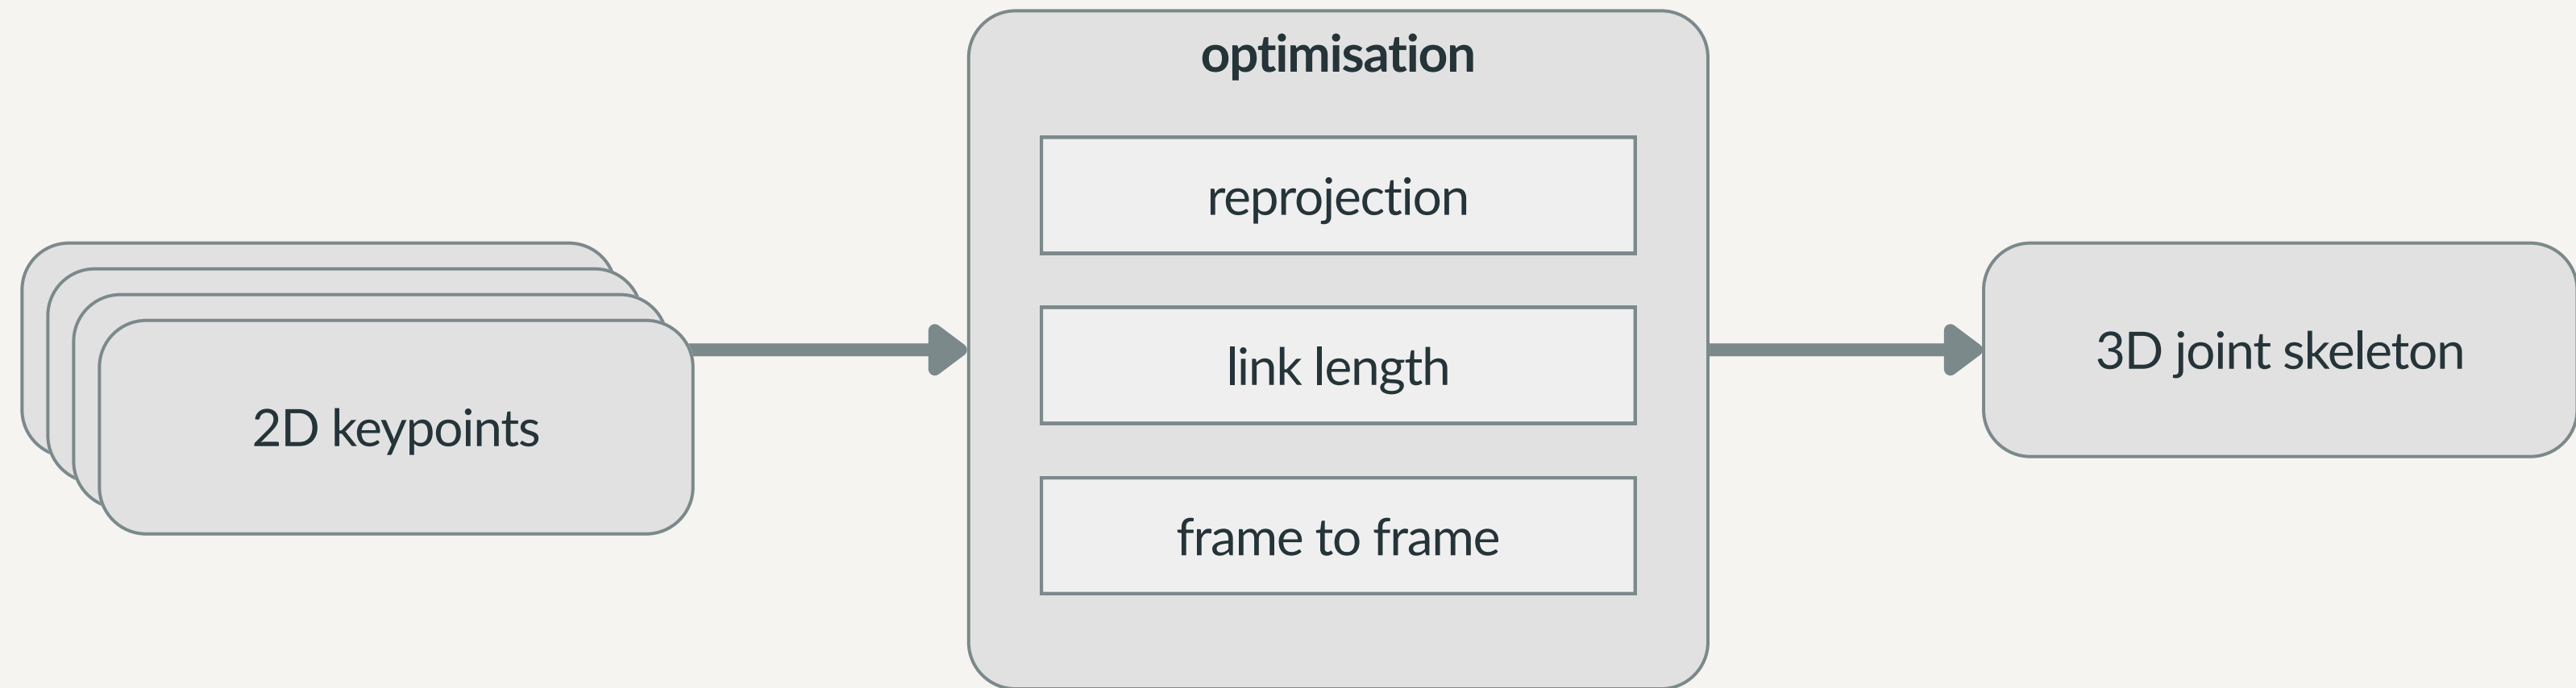 2D keypoints
optimisation
reprojection
link length
frame to frame
3D joint skeleton